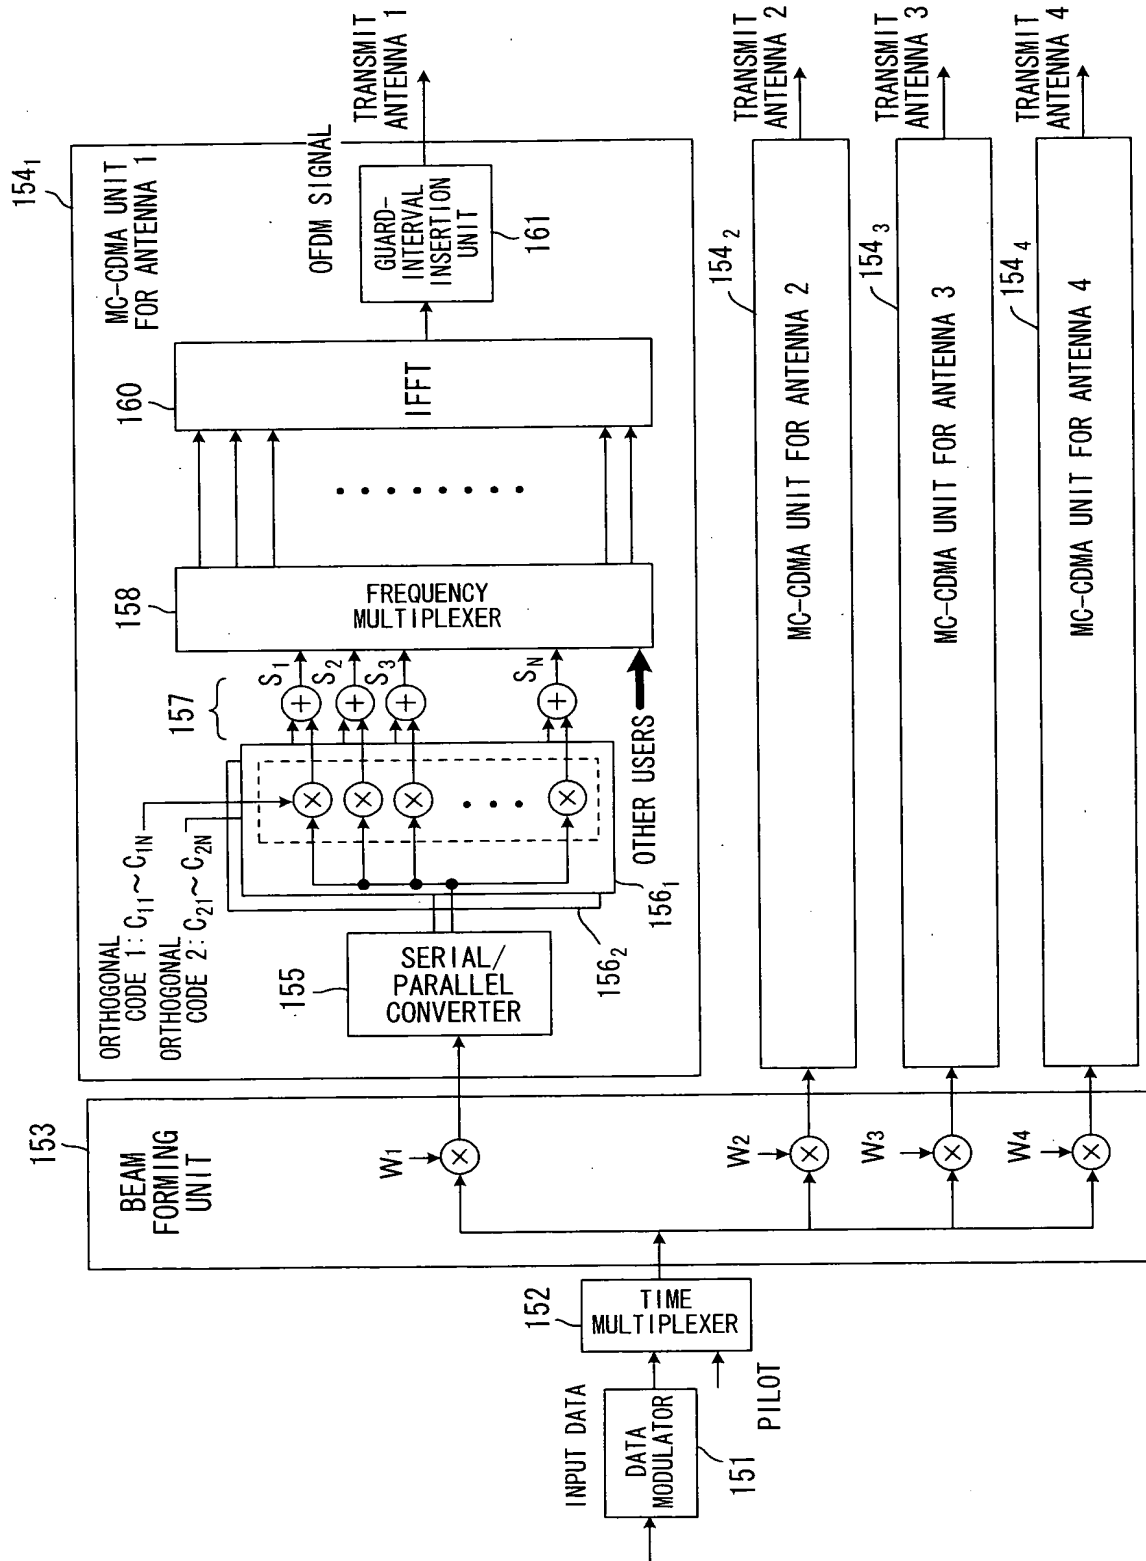 INPUT DATA
DATA
MODULATOR
151
PILOT
152
TIME
MULTIPLEXER
153
BEAM
FORMING
UNIT
W1
W2
W3
W4
154₁
MC-CDMA UNIT
FOR ANTENNA 1
ORTHOGONAL
CODE 1: C₁₁~C₁N
ORTHOGONAL
CODE 2: C₂₁~C₂N
155
SERIAL/
PARALLEL
CONVERTER
156₂
156₁
157
S₁
S₂
S₃
SN
OTHER USERS
158
FREQUENCY
MULTIPLEXER
160
IFFT
OFDM SIGNAL
GUARD-
INTERVAL
INSERTION
UNIT
161
TRANSMIT
ANTENNA 1
154₂
MC-CDMA UNIT FOR ANTENNA 2
TRANSMIT
ANTENNA 2
154₃
MC-CDMA UNIT FOR ANTENNA 3
TRANSMIT
ANTENNA 3
154₄
MC-CDMA UNIT FOR ANTENNA 4
TRANSMIT
ANTENNA 4